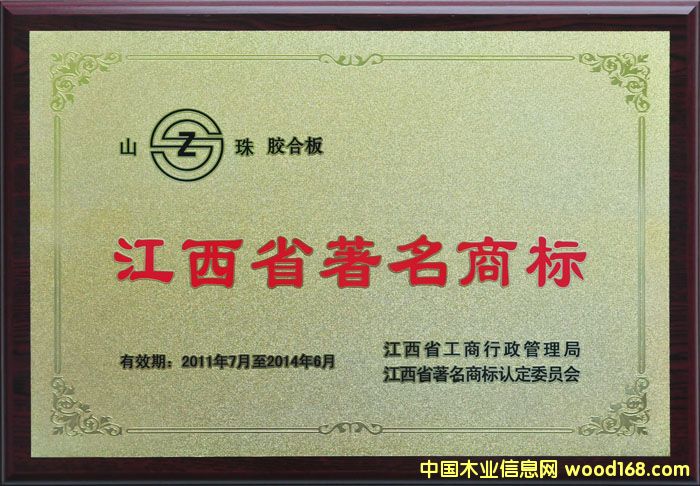 山 Z 珠 胶合板
江西省著名商标
有效期：2011年7月至2014年6月
江西省工商行政管理局
江西省著名商标认定委员会
中国木业信息网 wood168.com